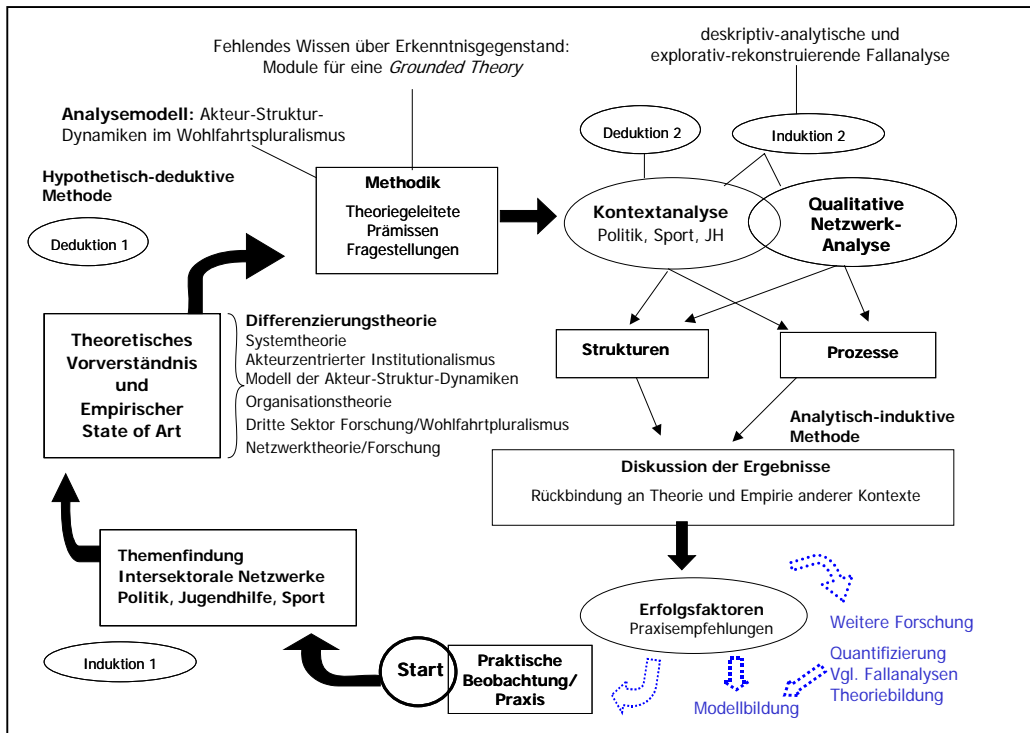 Fehlendes Wissen über Erkenntnisgegenstand:
Module für eine Grounded Theory
deskriptiv-analytische und
explorativ-rekonstruierende Fallanalyse
Analysemodell: Akteur-Struktur-
Dynamiken im Wohlfahrtspluralismus
Deduktion 2
Induktion 2
Hypothetisch-deduktive
Methode
Deduktion 1
Methodik
Theoriegeleitete
Prämissen
Fragestellungen
Kontextanalyse
Politik, Sport, JH
Qualitative
Netzwerk-
Analyse
Theoretisches
Vorverständnis
und
Empirischer
State of Art
Differenzierungstheorie
Systemtheorie
Akteurzentrierter Institutionalismus
Modell der Akteur-Struktur-Dynamiken
Organisationstheorie
Dritte Sektor Forschung/Wohlfahrtpluralismus
Netzwerktheorie/Forschung
Strukturen
Prozesse
Analytisch-induktive
Methode
Diskussion der Ergebnisse
Rückbindung an Theorie und Empirie anderer Kontexte
Themenfindung
Intersektorale Netzwerke
Politik, Jugendhilfe, Sport
Induktion 1
Start
Praktische
Beobachtung/
Praxis
Erfolgsfaktoren
Praxisempfehlungen
Weitere Forschung
Quantifizierung
Vgl. Fallanalysen
Theoriebildung
Modellbildung